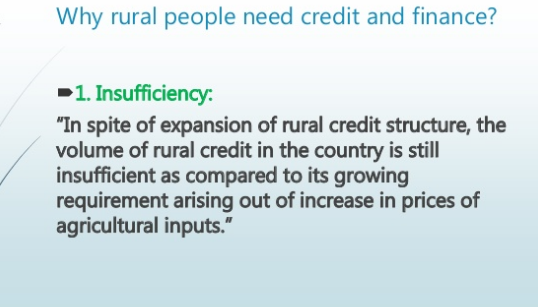 Why rural people need credit and finance?
1. Insufficiency:
"In spite of expansion of rural credit structure, the
volume of rural credit in the country is still
insufficient as compared to its growing
requirement arising out of increase in prices of
agricultural inputs."